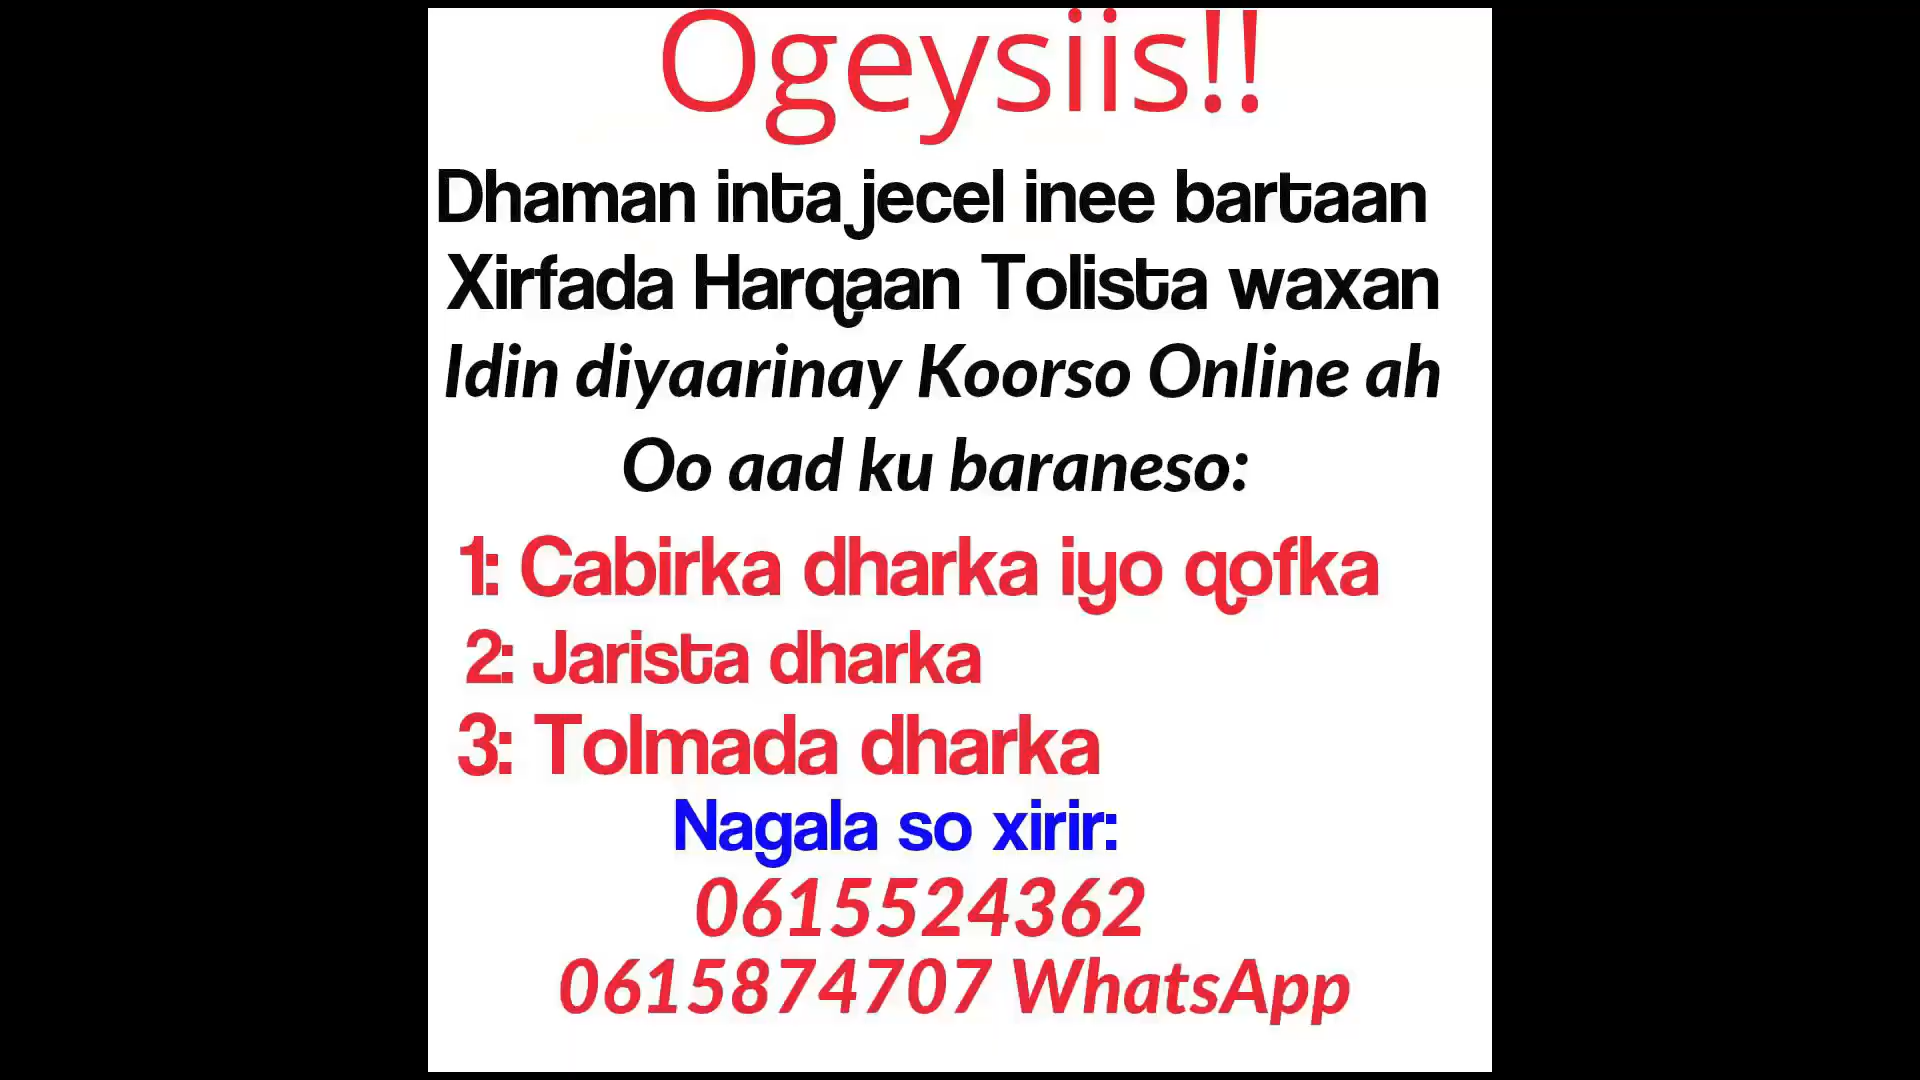 Ogeysiis!!
Dhaman inta jecel inee bartaan
Xirfada Harqaan Tolista waxan
Idin diyaarinay Koorso Online ah
Oo aad ku baraneso:
1: Cabirka dharka iyo qofka
2: Jarista dharka
3: Tolmada dharka
Nagala so xirir:
0615524362
0615874707 WhatsApp